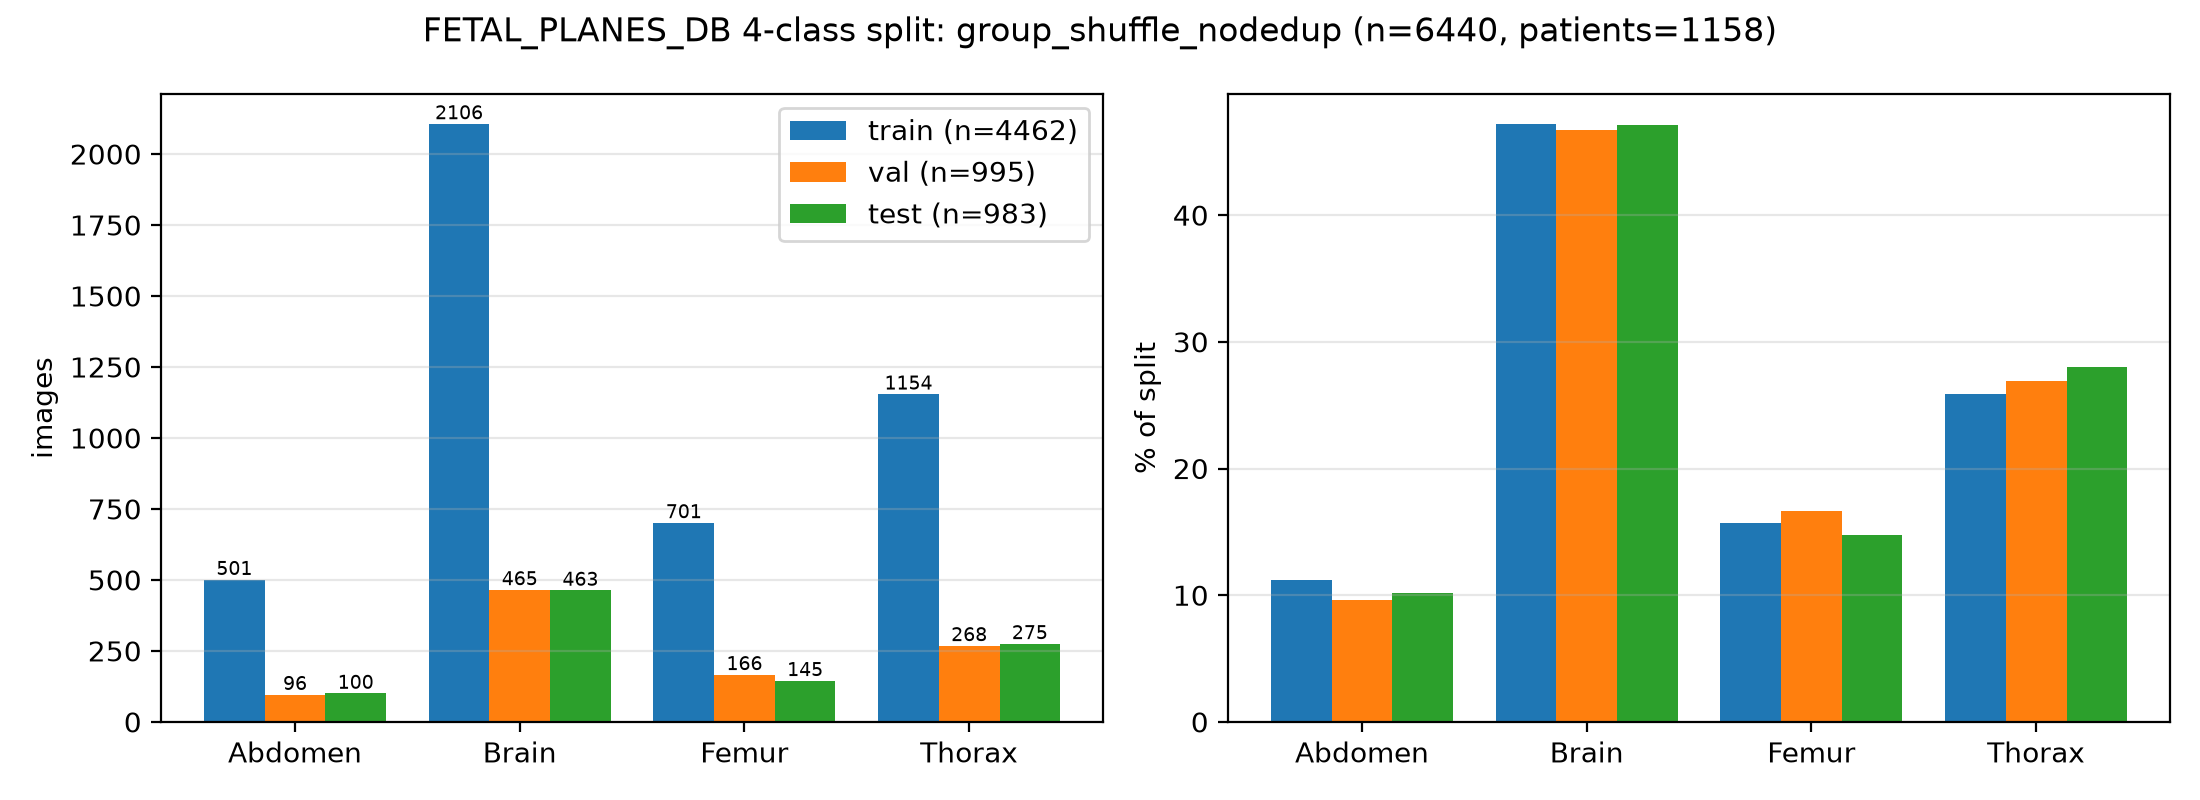 FETAL_PLANES_DB 4-class split: group_shuffle_nodedup (n=6440, patients=1158)
images
2000
1750
1500
1250
1000
750
500
250
0
501
96
100
2106
465
463
701
166
145
1154
268
275
train (n=4462)
val (n=995)
test (n=983)
Abdomen
Brain
Femur
Thorax
% of split
40
30
20
10
0
Abdomen
Brain
Femur
Thorax